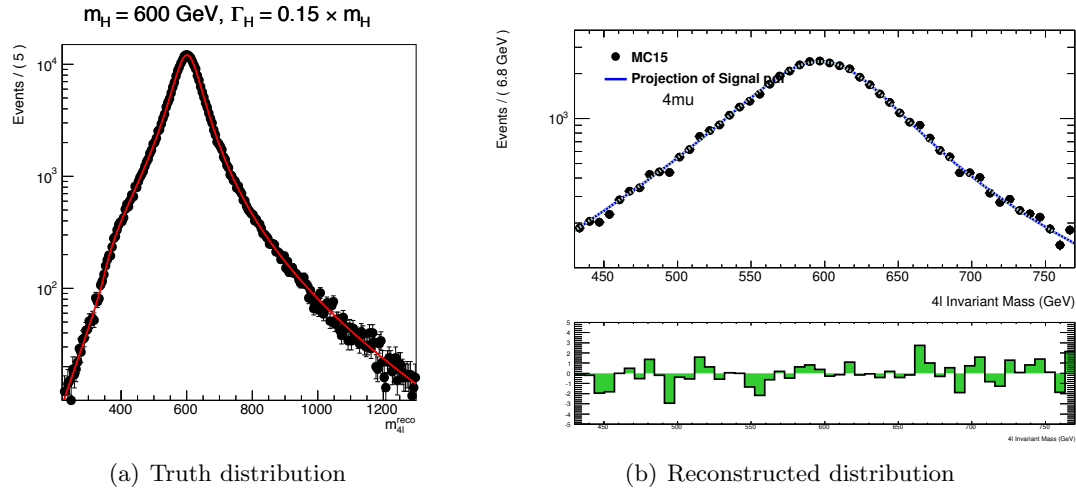 m_H = 600 GeV, Γ_H = 0.15 × m_H
Events / ( 5 )
10^4
10^3
10^2
400 600 800 1000 1200
m_4l^reco
(a) Truth distribution
Events / ( 6.8 GeV )
MC15
Projection of Signal pdf
4mu
10^3
450 500 550 600 650 700 750
4l Invariant Mass (GeV)
5
4
3
2
1
0
-1
-2
-3
-4
-5
450 500 550 600 650 700 750
4l Invariant Mass (GeV)
(b) Reconstructed distribution